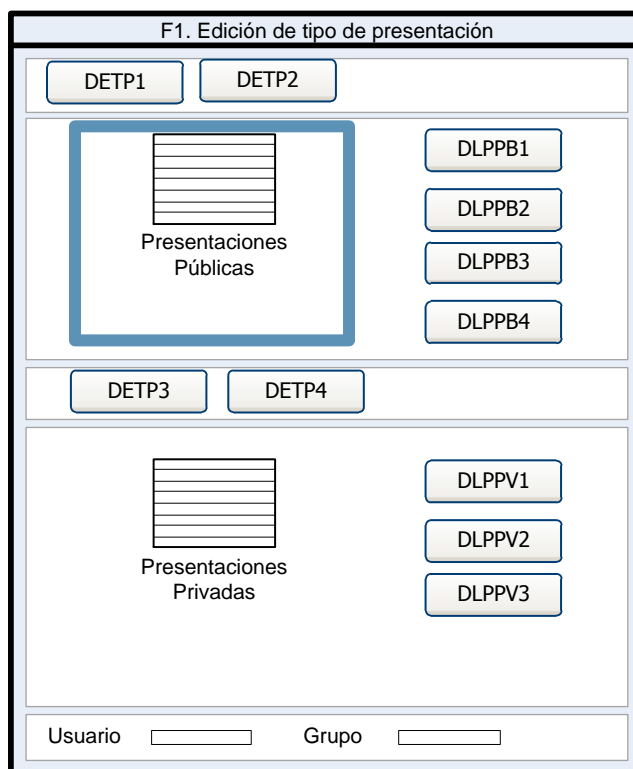 F1. Edición de tipo de presentación
DETP1 DETP2
Presentaciones
Públicas
DLPPB1
DLPPB2
DLPPB3
DLPPB4
DETP3 DETP4
Presentaciones
Privadas
DLPPV1
DLPPV2
DLPPV3
Usuario Grupo